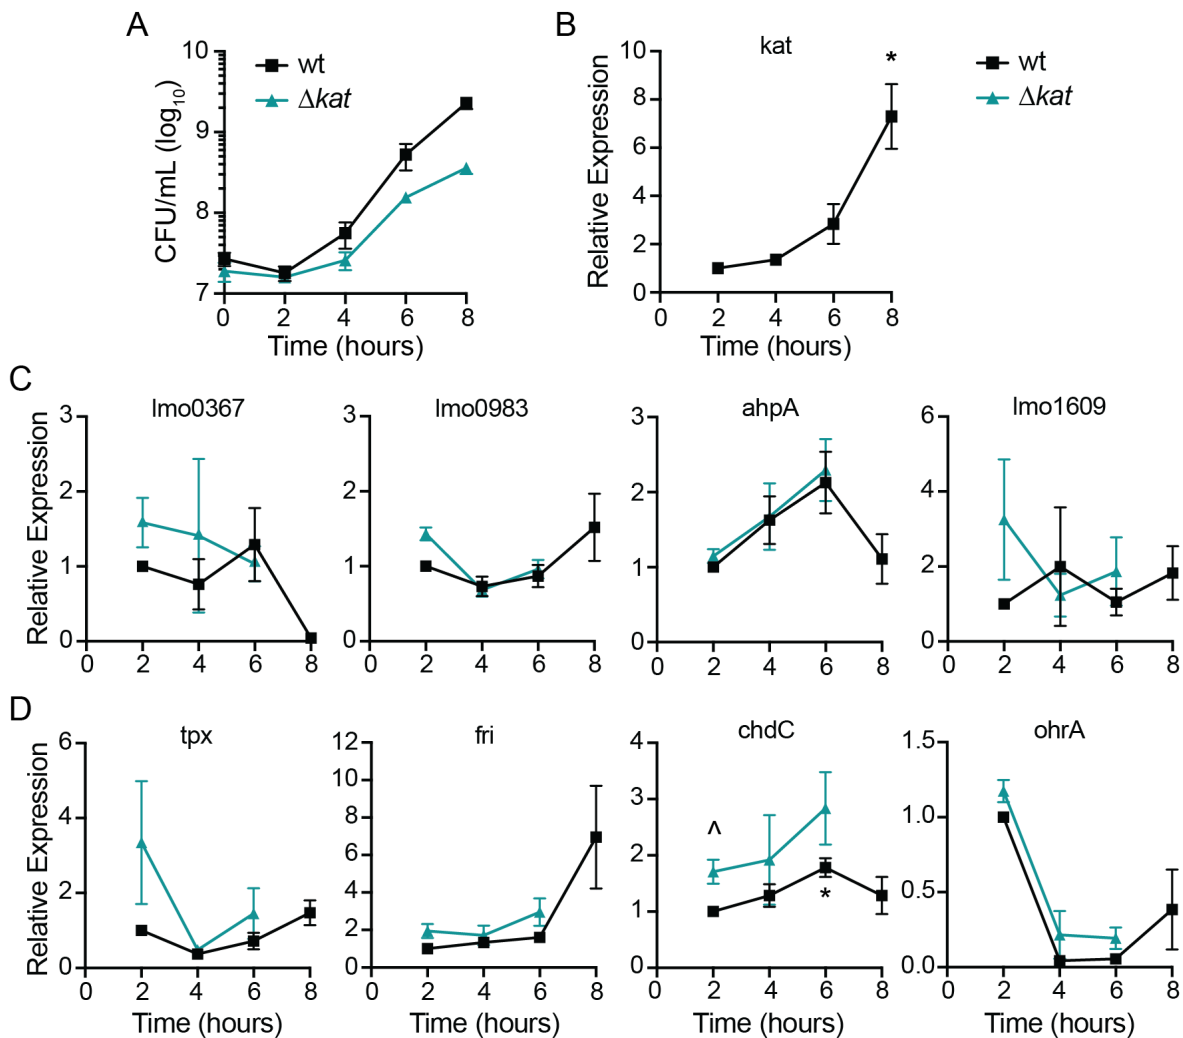 A
CFU/mL (log10)
10
9
8
7
0 2 4 6 8
Time (hours)
wt
Δkat
B
kat
Relative Expression
10
8
6
4
2
0
0 2 4 6 8
Time (hours)
*
wt
Δkat
C
lmo0367
Relative Expression
3
2
1
0
0 2 4 6 8
lmo0983
3
2
1
0
0 2 4 6 8
ahpA
3
2
1
0
0 2 4 6 8
lmo1609
6
4
2
0
0 2 4 6 8
D
tpx
Relative Expression
6
4
2
0
0 2 4 6 8
Time (hours)
fri
12
10
8
6
4
2
0
0 2 4 6 8
Time (hours)
chdC
4
3
2
1
0
^
*
0 2 4 6 8
Time (hours)
ohrA
1.5
1.0
0.5
0.0
0 2 4 6 8
Time (hours)